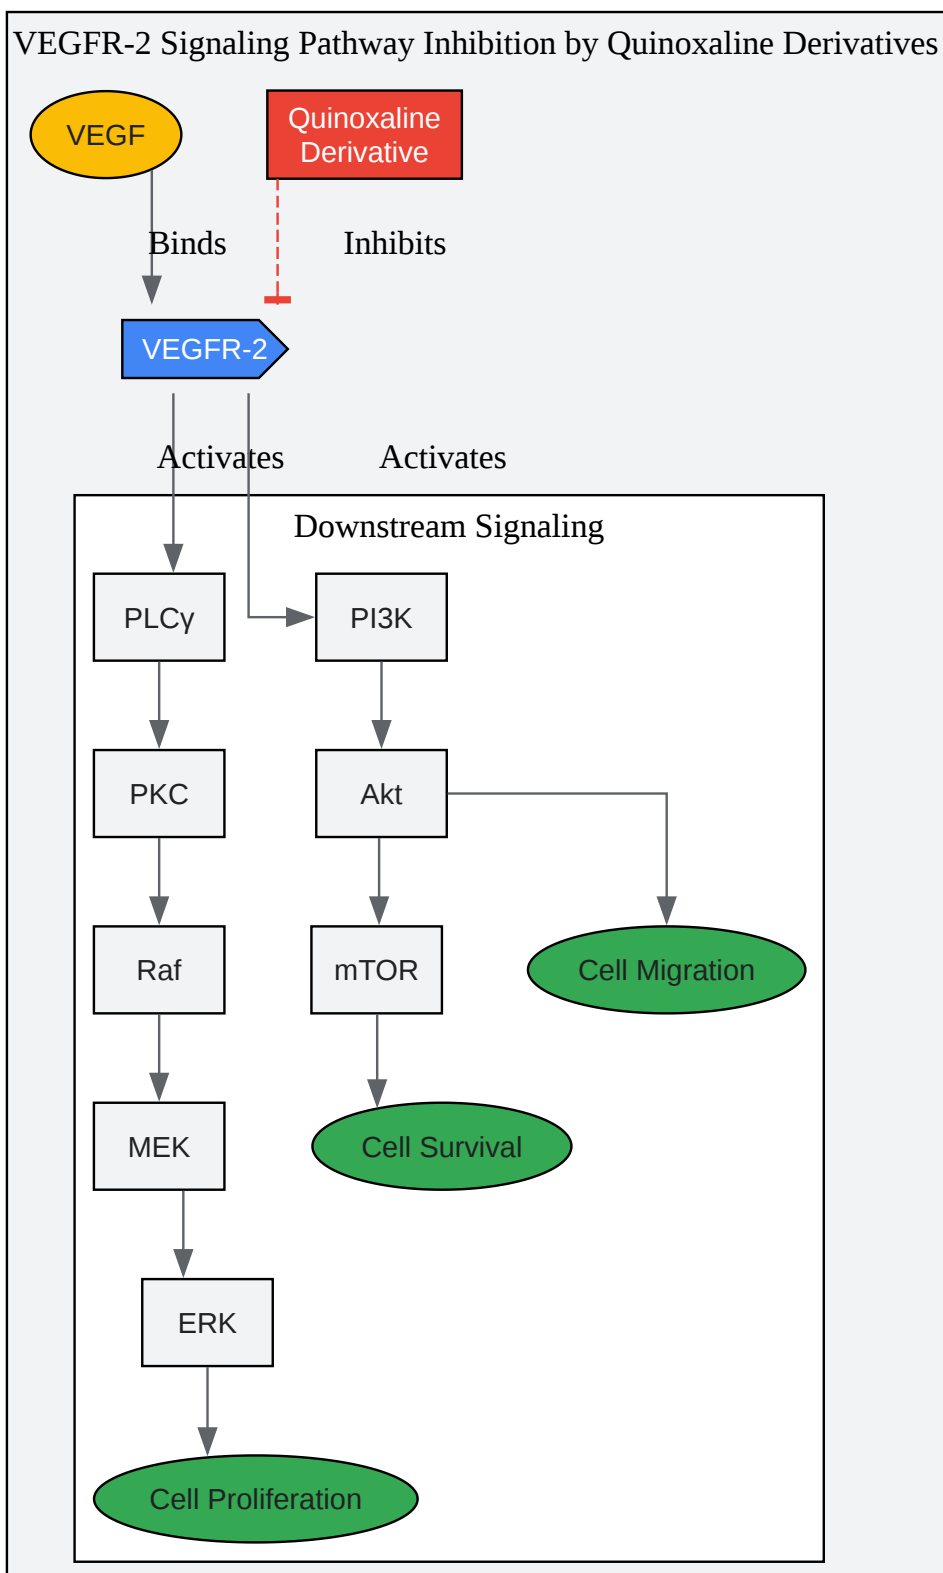 VEGFR-2 Signaling Pathway Inhibition by Quinoxaline Derivatives
VEGF
Quinoxaline
Derivative
Binds
Inhibits
VEGFR-2
Activates
Activates
Downstream Signaling
PLCγ
PI3K
PKC
Akt
Raf
mTOR
Cell Migration
MEK
Cell Survival
ERK
Cell Proliferation